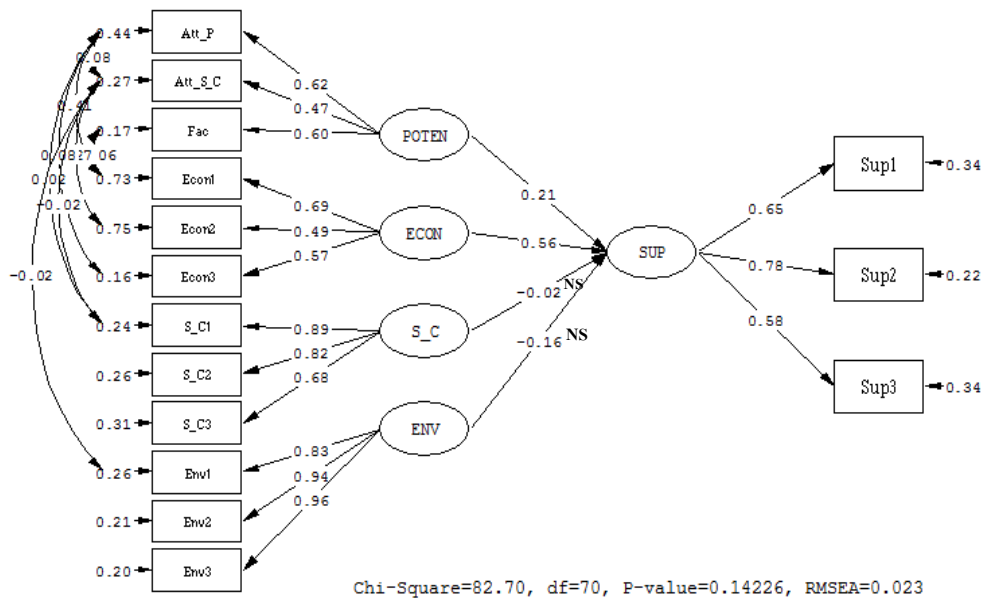 0.44 Att_P
0.08
0.27 Att_S_C
0.62
0.47
0.41
0.17 Fac
0.60
POTEN
0.34
Sup1
0.08 27.06
0.02
0.73 Econ1
0.21
0.65
-0.02
0.69
0.75 Econ2
0.49
ECON
0.56
SUP
0.78
0.57
-0.02
0.16 Econ3
Sup2
0.22
-0.02 NS
0.24 S_C1
0.89
S_C
0.58
-0.16 NS
0.82
0.26 S_C2
0.68
Sup3
0.34
0.31 S_C3
ENV
0.83
0.26 Env1
0.94
0.96
0.21 Env2
0.20 Env3
Chi-Square=82.70, df=70, P-value=0.14226, RMSEA=0.023